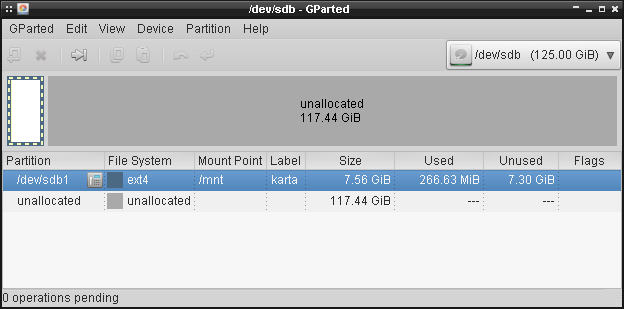 /dev/sdb - GParted
GParted Edit View Device Partition Help
/dev/sdb (125.00 GiB)
unallocated
117.44 GiB
Partition File System Mount Point Label Size Used Unused Flags
/dev/sdb1 ext4 /mnt karta 7.56 GiB 266.63 MiB 7.30 GiB
unallocated unallocated 117.44 GiB --- ---
0 operations pending